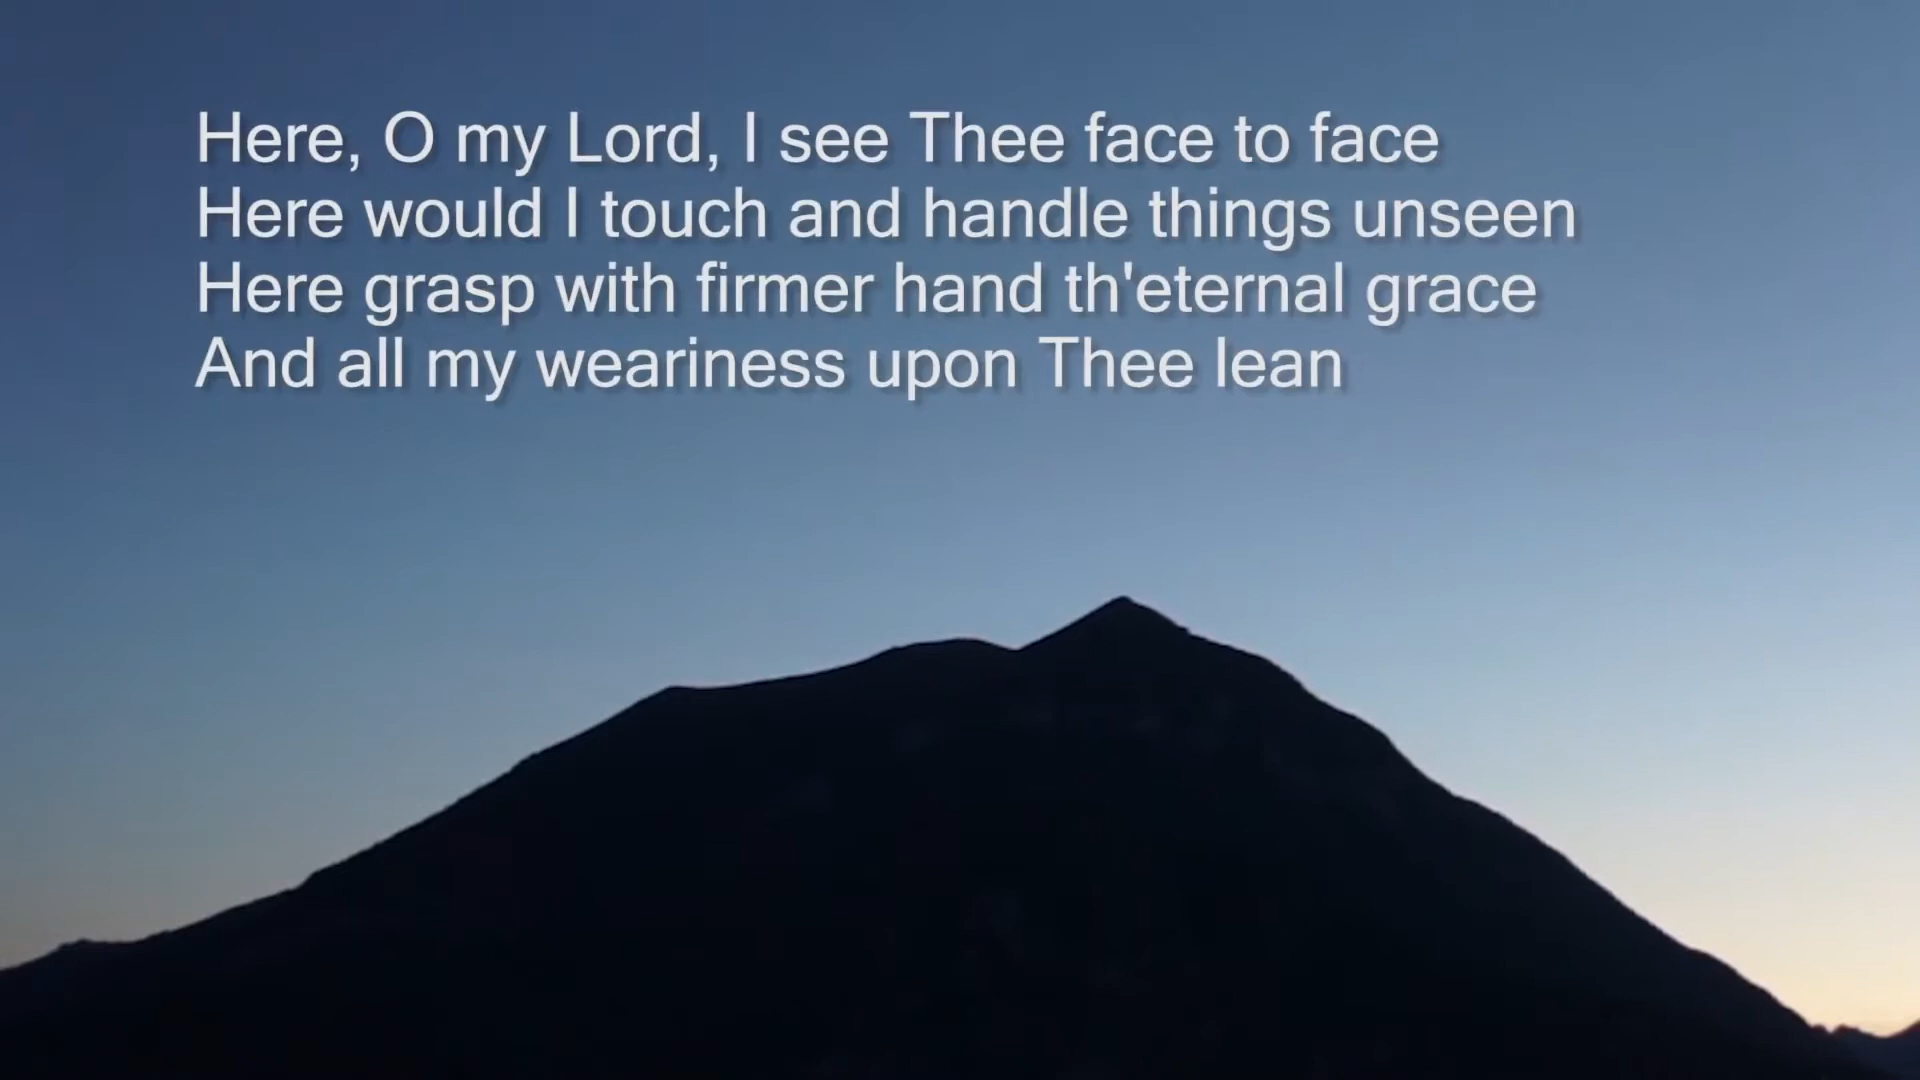 Here, O my Lord, I see Thee face to face
Here would I touch and handle things unseen
Here grasp with firmer hand th'eternal grace
And all my weariness upon Thee lean